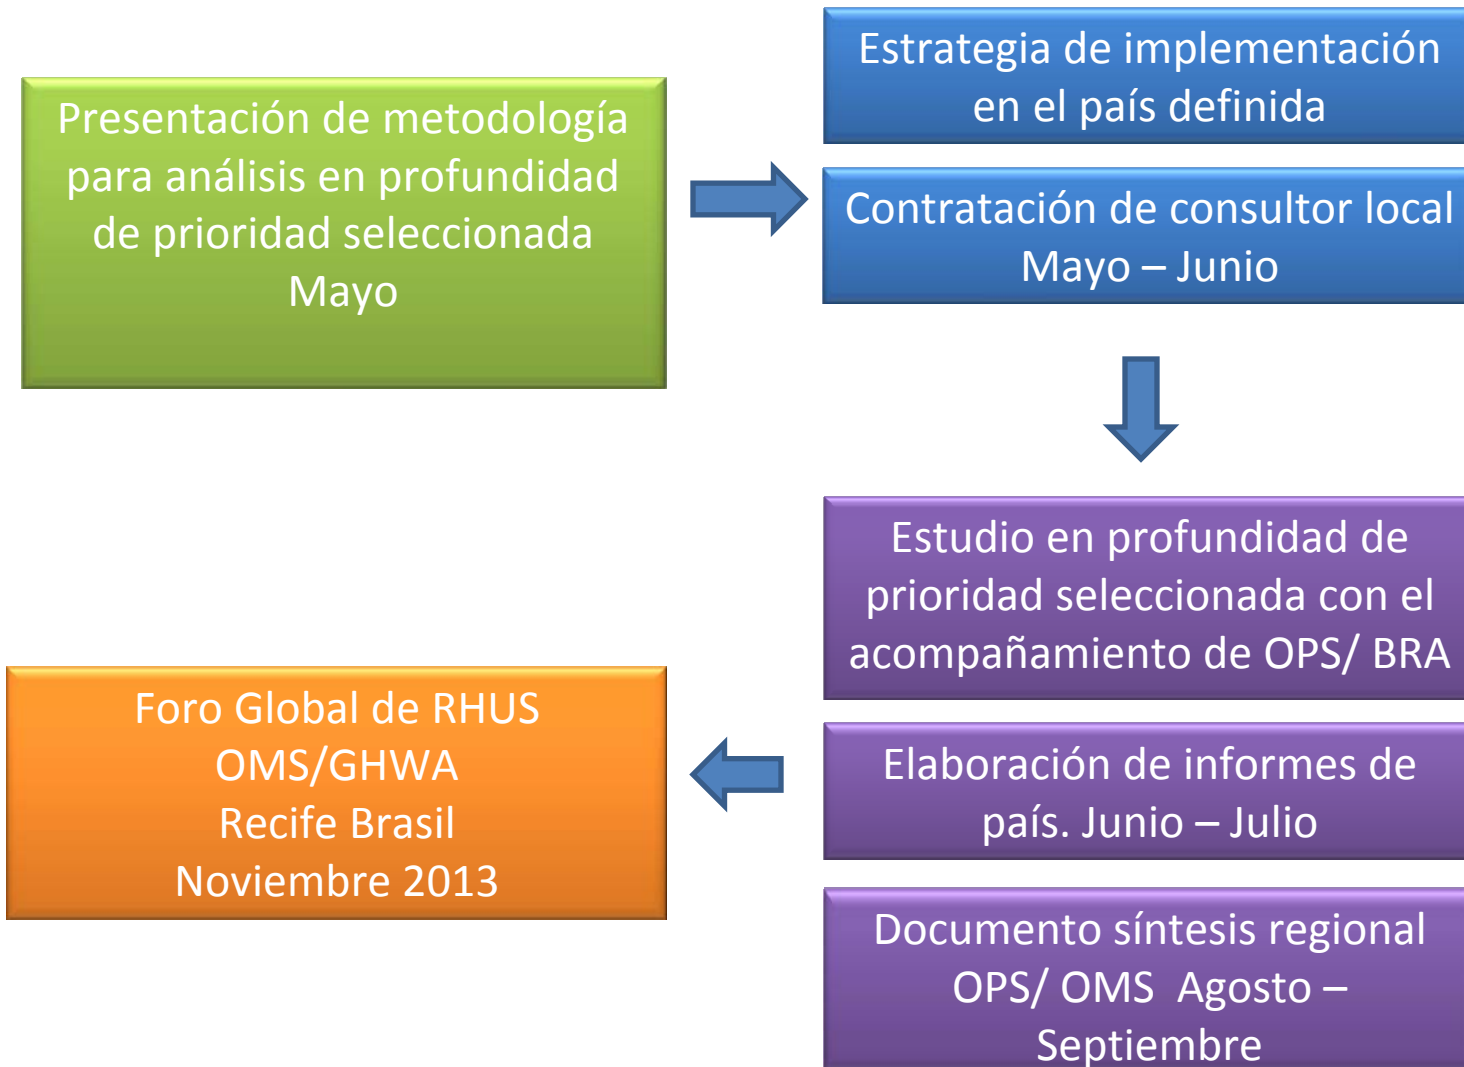 Presentación de metodología
para análisis en profundidad
de prioridad seleccionada
Mayo
Estrategia de implementación
en el país definida
Contratación de consultor local
Mayo – Junio
Estudio en profundidad de
prioridad seleccionada con el
acompañamiento de OPS/ BRA
Elaboración de informes de
país. Junio – Julio
Documento síntesis regional
OPS/ OMS  Agosto –
Septiembre
Foro Global de RHUS
OMS/GHWA
Recife Brasil
Noviembre 2013